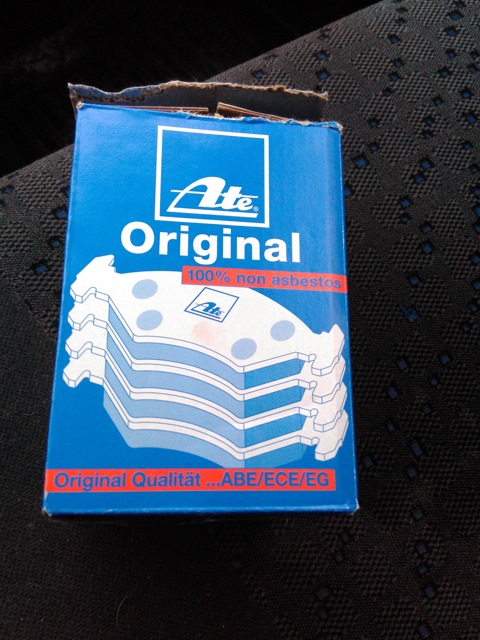 Ate®
Original
100% non asbestos
Ate
Original Qualität ...ABE/ECE/EG